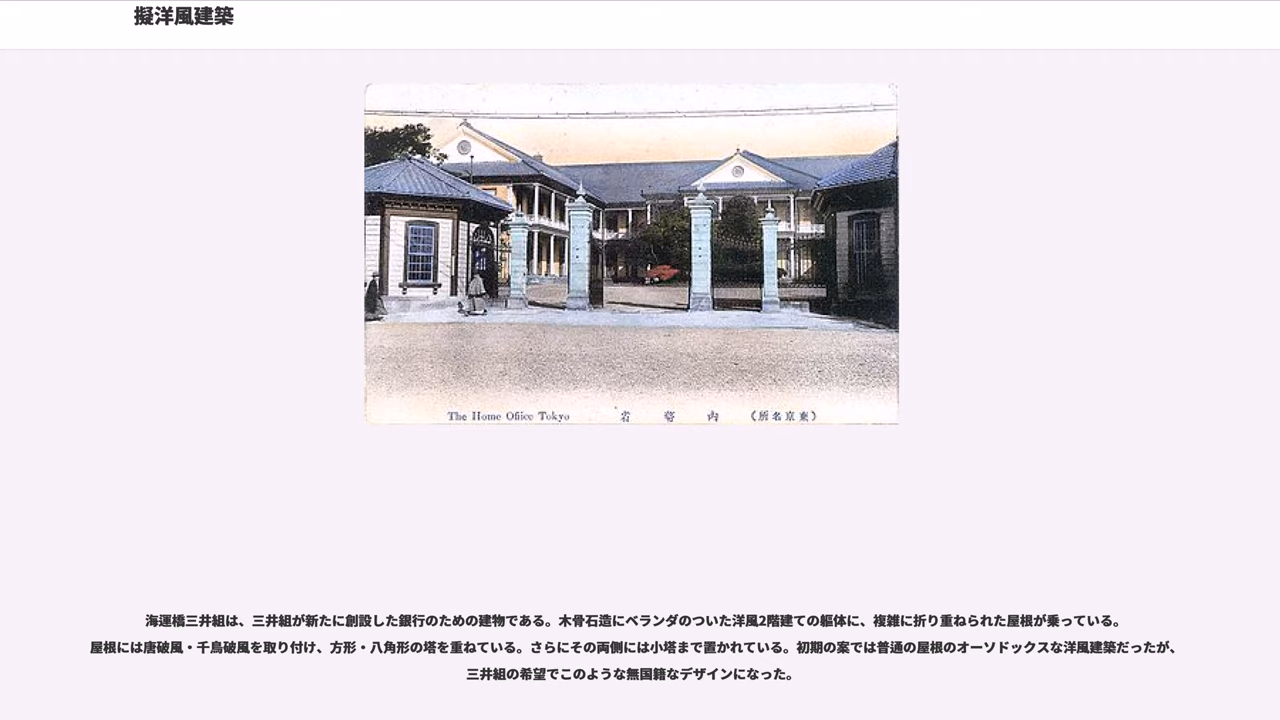 擬洋風建築
The Home Office Tokyo 省 務 内 （所名京東）
海運橋三井組は、三井組が新たに創設した銀行のための建物である。木骨石造にベランダのついた洋風2階建ての躯体に、複雑に折り重ねられた屋根が乗っている。
屋根には唐破風・千鳥破風を取り付け、方形・八角形の塔を重ねている。さらにその両側には小塔まで置かれている。初期の案では普通の屋根のオーソドックスな洋風建築だったが、
三井組の希望でこのような無国籍なデザインになった。